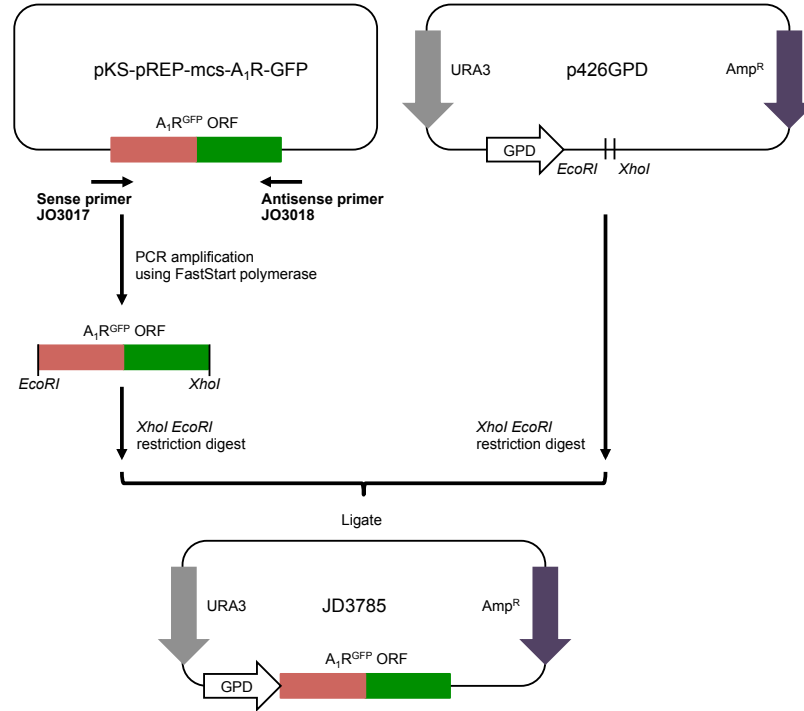 pKS-pREP-mcs-A₁R-GFP
A₁Rᴳᶠᴾ ORF
Sense primer
JO3017
Antisense primer
JO3018
URA3
p426GPD
Ampᴿ
GPD
EcoRI
XhoI
PCR amplification
using FastStart polymerase
A₁Rᴳᶠᴾ ORF
EcoRI
XhoI
XhoI EcoRI
restriction digest
XhoI EcoRI
restriction digest
Ligate
URA3
JD3785
Ampᴿ
A₁Rᴳᶠᴾ ORF
GPD